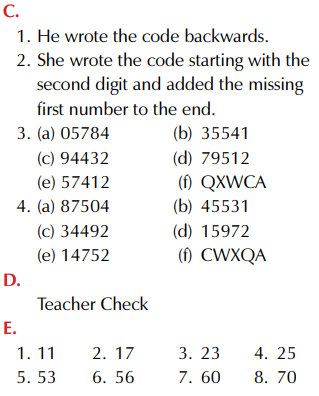 C.
1. He wrote the code backwards.
2. She wrote the code starting with the
second digit and added the missing
first number to the end.
3. (a) 05784 (b) 35541
(c) 94432 (d) 79512
(e) 57412 (f) QXWCA
4. (a) 87504 (b) 45531
(c) 34492 (d) 15972
(e) 14752 (f) CWXQA
D.
Teacher Check
E.
1. 11 2. 17 3. 23 4. 25
5. 53 6. 56 7. 60 8. 70